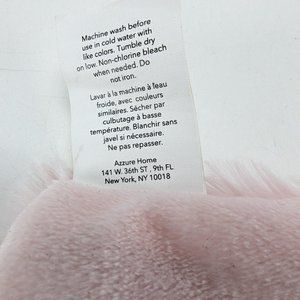 Machine wash before
use in cold water with
like colors. Tumble dry
on low. Non-chlorine bleach
when needed. Do
not iron.
Lavar à la machine à leau
froide, avec couleurs
similaires. Sécher par
culbutage à basse
température. Blanchir sans
javel si nécessaire.
Ne pas repasser.
Azzure Home
141 W. 36th ST , 9th FL
New York, NY 10018